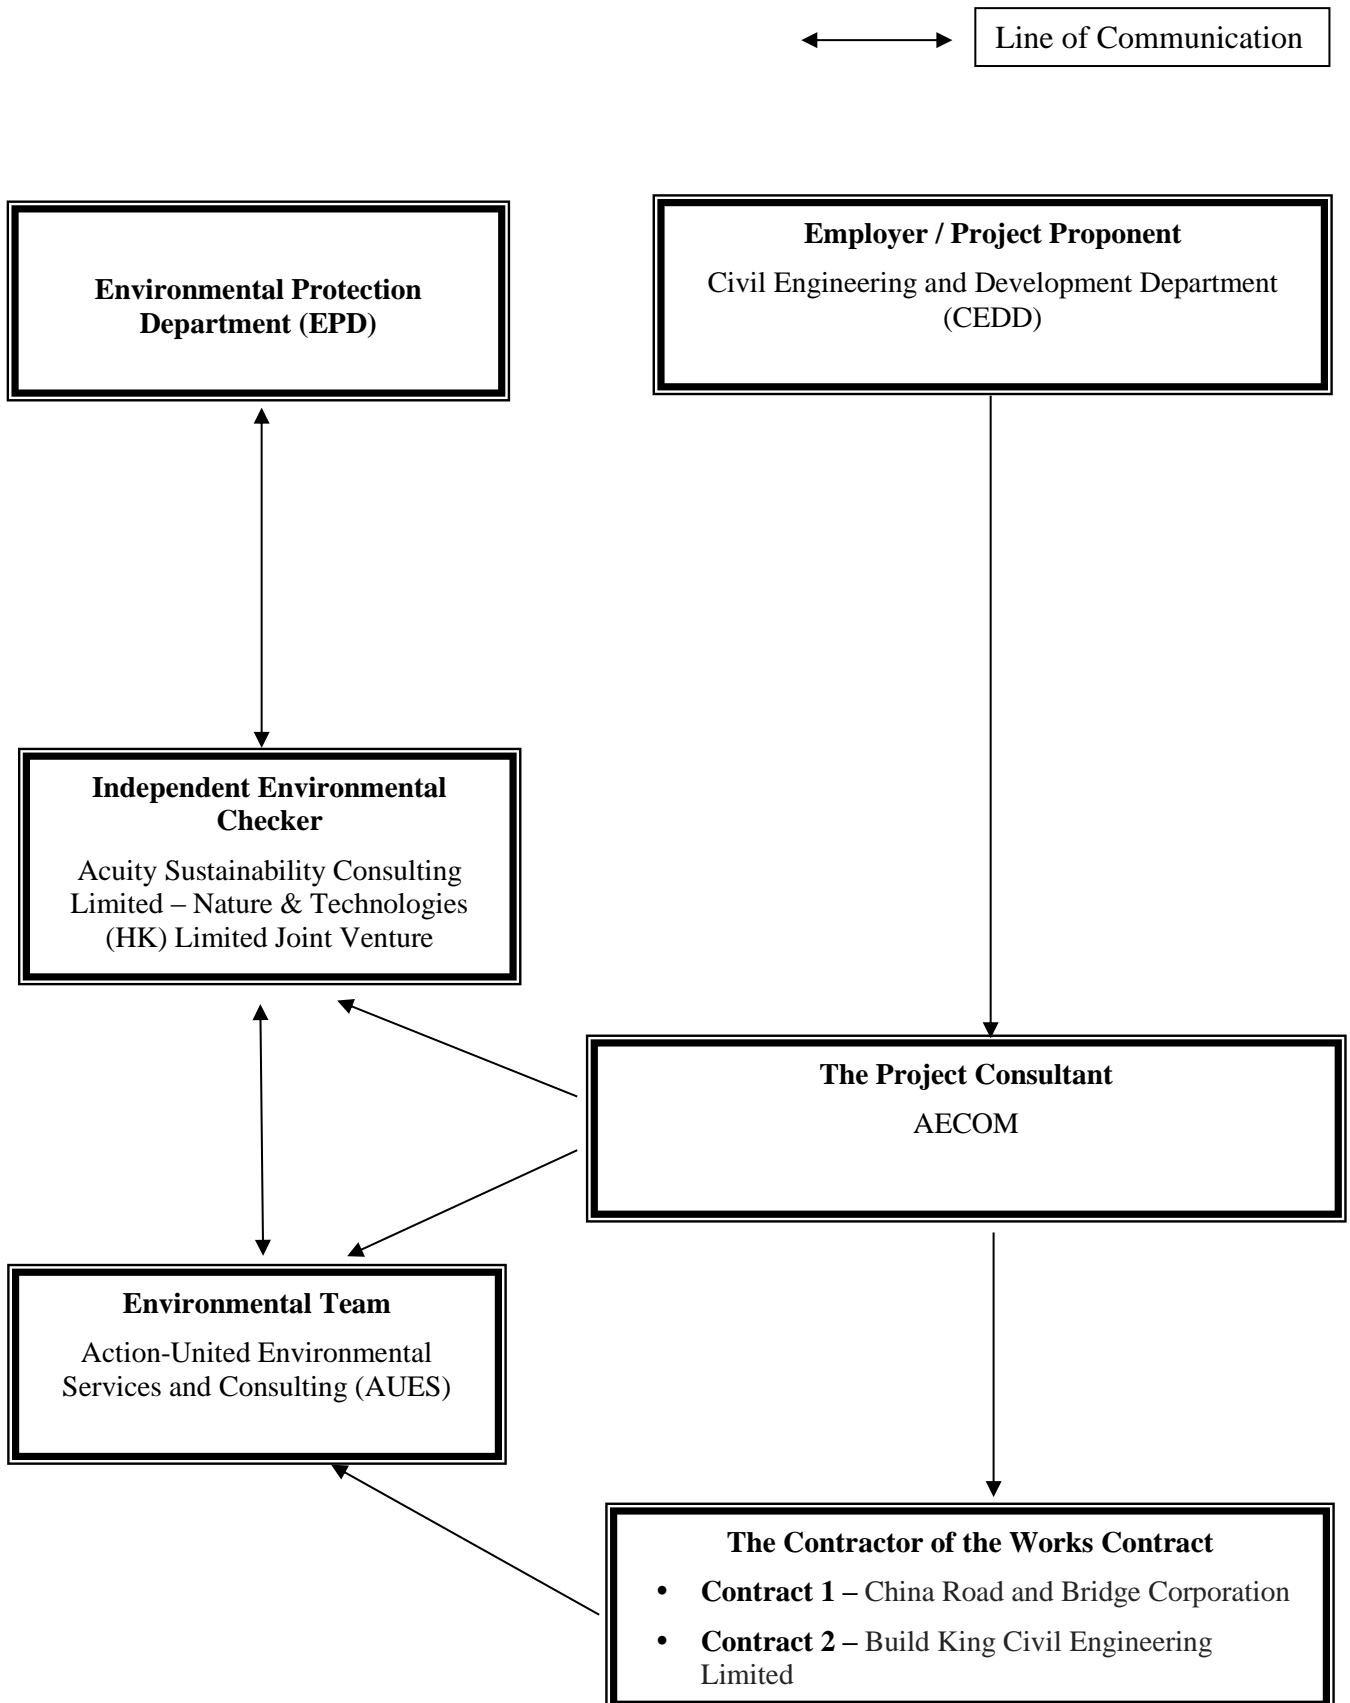 Line of Communication
Environmental Protection
Department (EPD)
Employer / Project Proponent
Civil Engineering and Development Department
(CEDD)
Independent Environmental
Checker
Acuity Sustainability Consulting
Limited – Nature & Technologies
(HK) Limited Joint Venture
The Project Consultant
AECOM
Environmental Team
Action-United Environmental
Services and Consulting (AUES)
The Contractor of the Works Contract
• Contract 1 – China Road and Bridge Corporation
• Contract 2 – Build King Civil Engineering
Limited